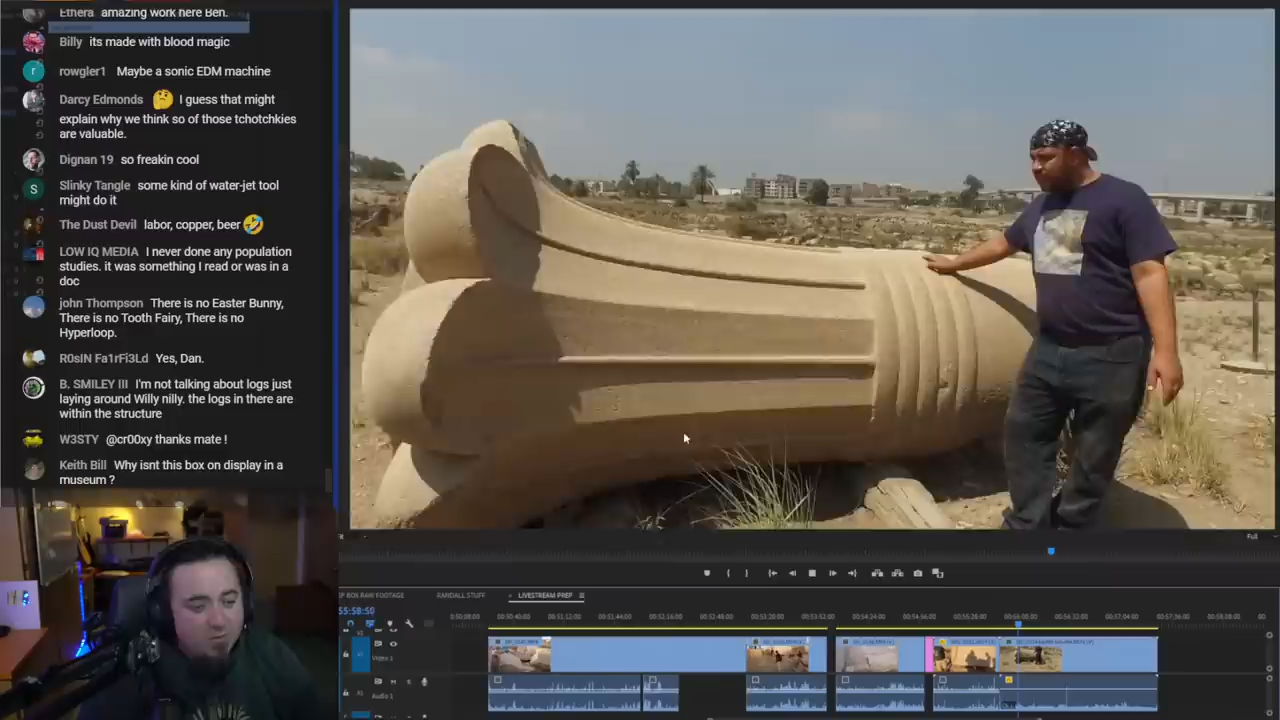 Ethera amazing work here Ben.
Billy its made with blood magic
rowgler1 Maybe a sonic EDM machine
Darcy Edmonds 🤔 I guess that might
explain why we think so of those tchotchkies
are valuable.
Dignan 19 so freakin cool
Slinky Tangle some kind of water-jet tool
might do it
The Dust Devil labor, copper, beer 🤣
LOW IQ MEDIA I never done any population
studies. it was something I read or was in a
doc
john Thompson There is no Easter Bunny,
There is no Tooth Fairy, There is no
Hyperloop.
R0sIN Fa1rFi3Ld Yes, Dan.
B. SMILEY III I'm not talking about logs just
laying around Willy nilly. the logs in there are
within the structure
W3STY @cr00xy thanks mate !
Keith Bill Why isnt this box on display in a
museum ?
Full
RANDALL STUFF
LIVESTREAM PREP
Video 1
Audio 1